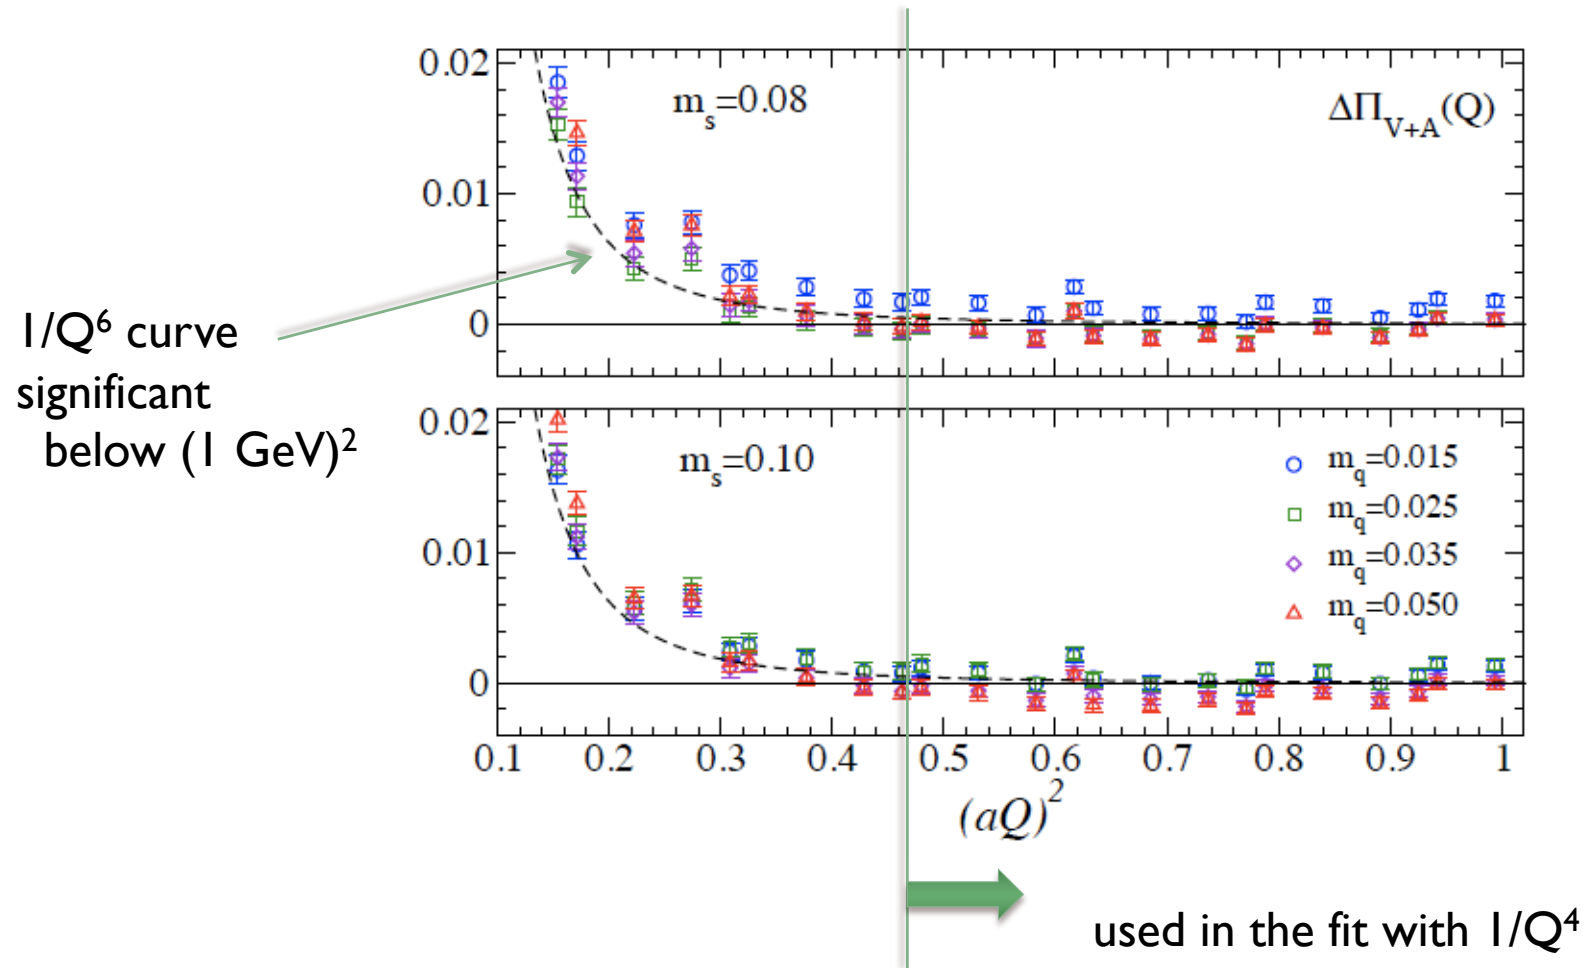 0.02
m_s=0.08
ΔΠ_{V+A}(Q)
0.01
0
1/Q⁶ curve
significant
below (1 GeV)²
0.02
m_s=0.10
m_q=0.015
m_q=0.025
0.01
m_q=0.035
m_q=0.050
0
0.1 0.2 0.3 0.4 0.5 0.6 0.7 0.8 0.9 1
(aQ)²
used in the fit with 1/Q⁴